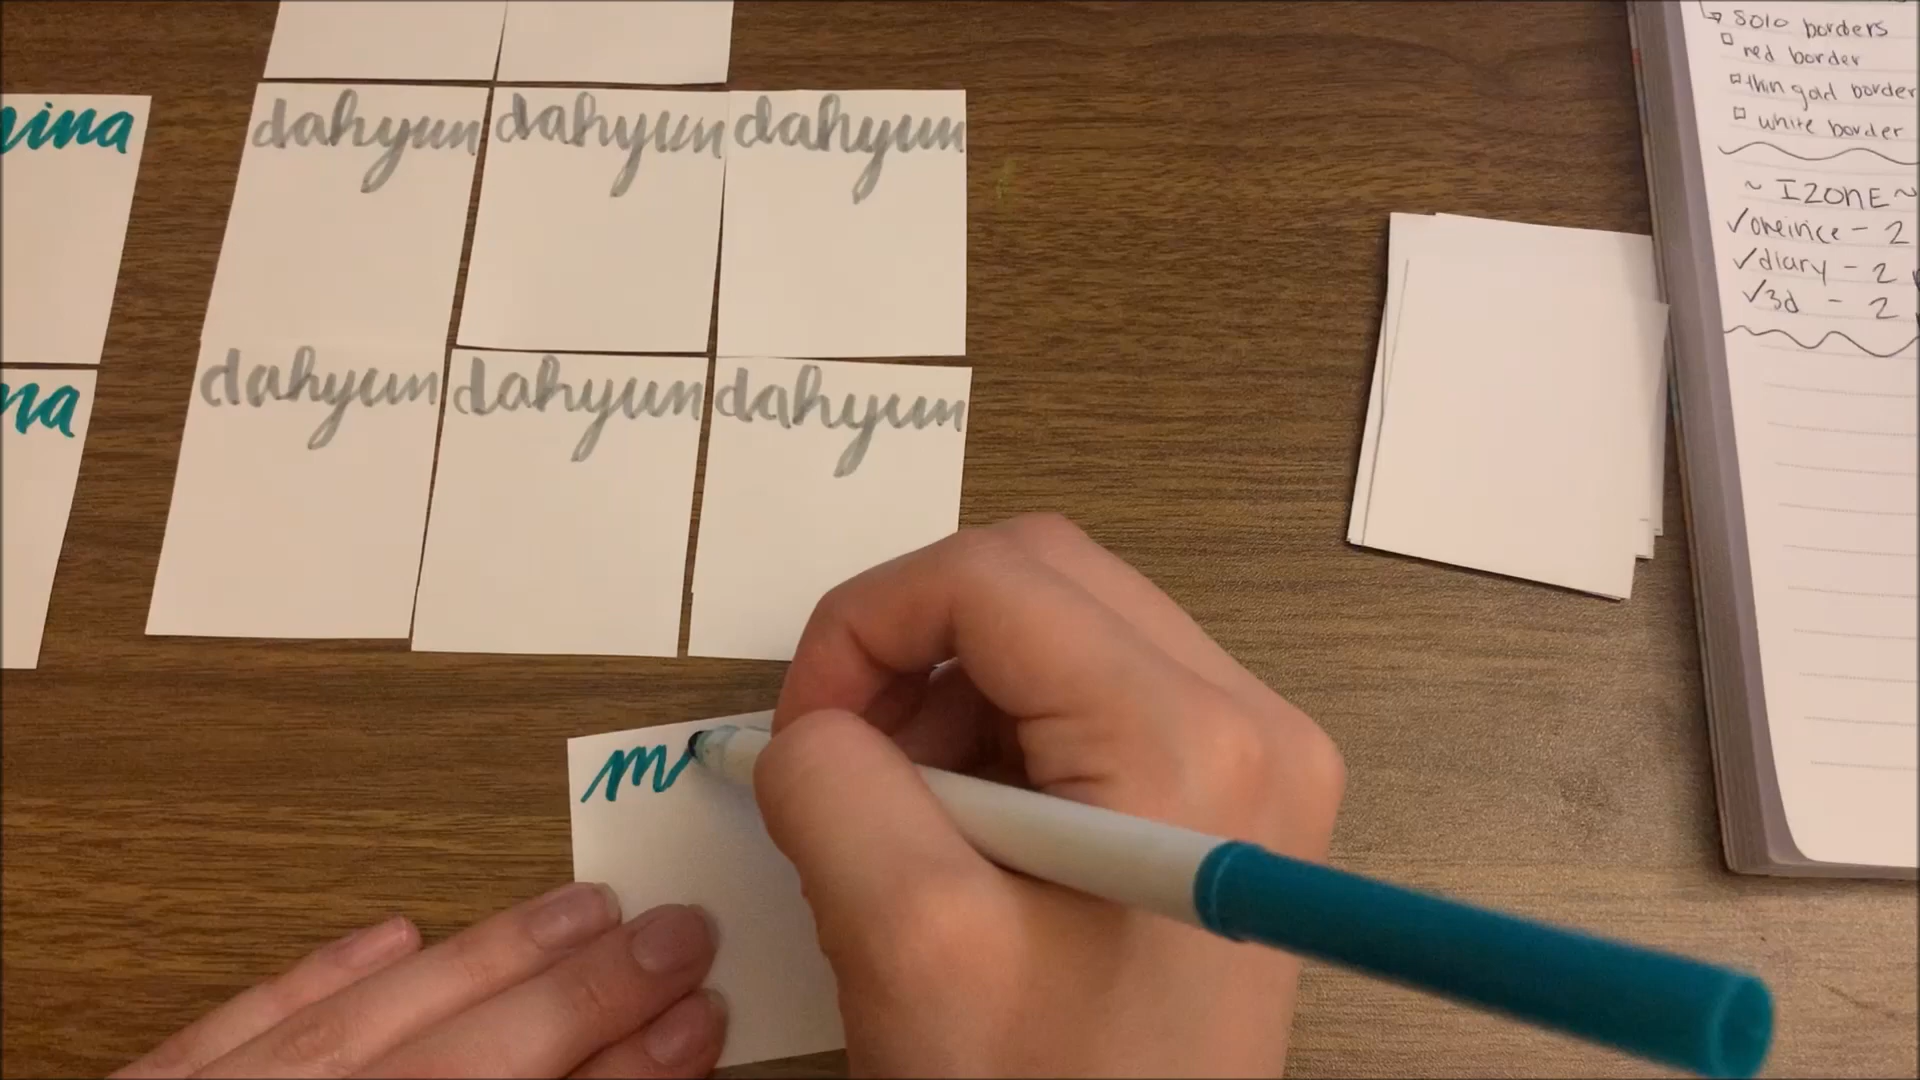 dahyun
dahyun
dahyun
dahyun
dahyun
dahyun
ina
na
m
solo borders
red border
thin gold border
white border
~ IZONE ~
✓oneirice - 2
✓diary - 2
✓3d - 2